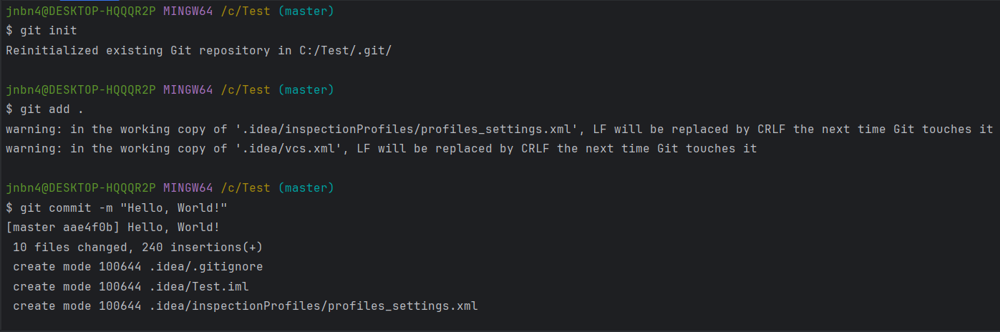 jnbn4@DESKTOP-HQQQR2P MINGW64 /c/Test (master)
$ git init
Reinitialized existing Git repository in C:/Test/.git/
jnbn4@DESKTOP-HQQQR2P MINGW64 /c/Test (master)
$ git add .
warning: in the working copy of '.idea/inspectionProfiles/profiles_settings.xml', LF will be replaced by CRLF the next time Git touches it
warning: in the working copy of '.idea/vcs.xml', LF will be replaced by CRLF the next time Git touches it
jnbn4@DESKTOP-HQQQR2P MINGW64 /c/Test (master)
$ git commit -m "Hello, World!"
[master aae4f0b] Hello, World!
 10 files changed, 240 insertions(+)
 create mode 100644 .idea/.gitignore
 create mode 100644 .idea/Test.iml
 create mode 100644 .idea/inspectionProfiles/profiles_settings.xml